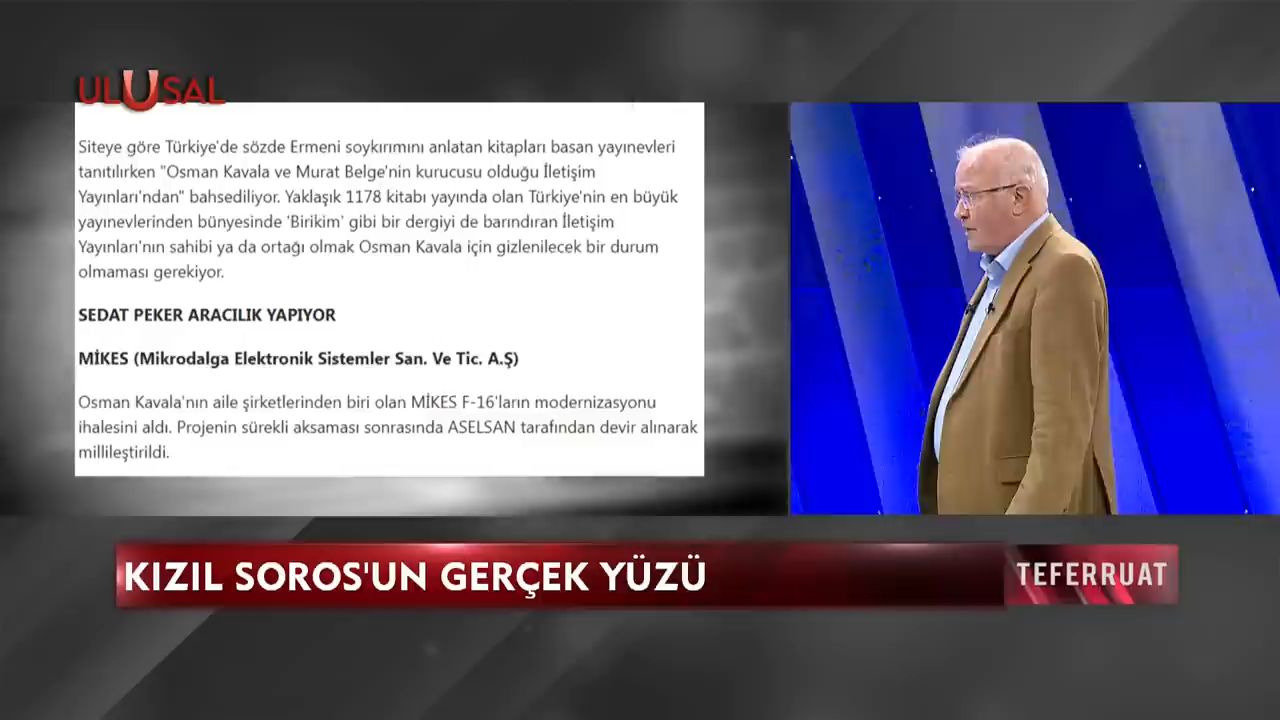 ULUSAL
Siteye göre Türkiye'de sözde Ermeni soykırımını anlatan kitapları basan yayınevleri
tanıtılırken "Osman Kavala ve Murat Belge'nin kurucusu olduğu İletişim
Yayınları'ndan" bahsediliyor. Yaklaşık 1178 kitabı yayında olan Türkiye'nin en büyük
yayınevlerinden bünyesinde 'Birikim' gibi bir dergiyi de barındıran İletişim
Yayınları'nın sahibi ya da ortağı olmak Osman Kavala için gizlenilecek bir durum
olmaması gerekiyor.
SEDAT PEKER ARACILIK YAPIYOR
MİKES (Mikrodalga Elektronik Sistemler San. Ve Tic. A.Ş)
Osman Kavala'nın aile şirketlerinden biri olan MİKES F-16'ların modernizasyonu
ihalesini aldı. Projenin sürekli aksaması sonrasında ASELSAN tarafından devir alınarak
millileştirildi.
KIZIL SOROS'UN GERÇEK YÜZÜ
TEFERRUAT